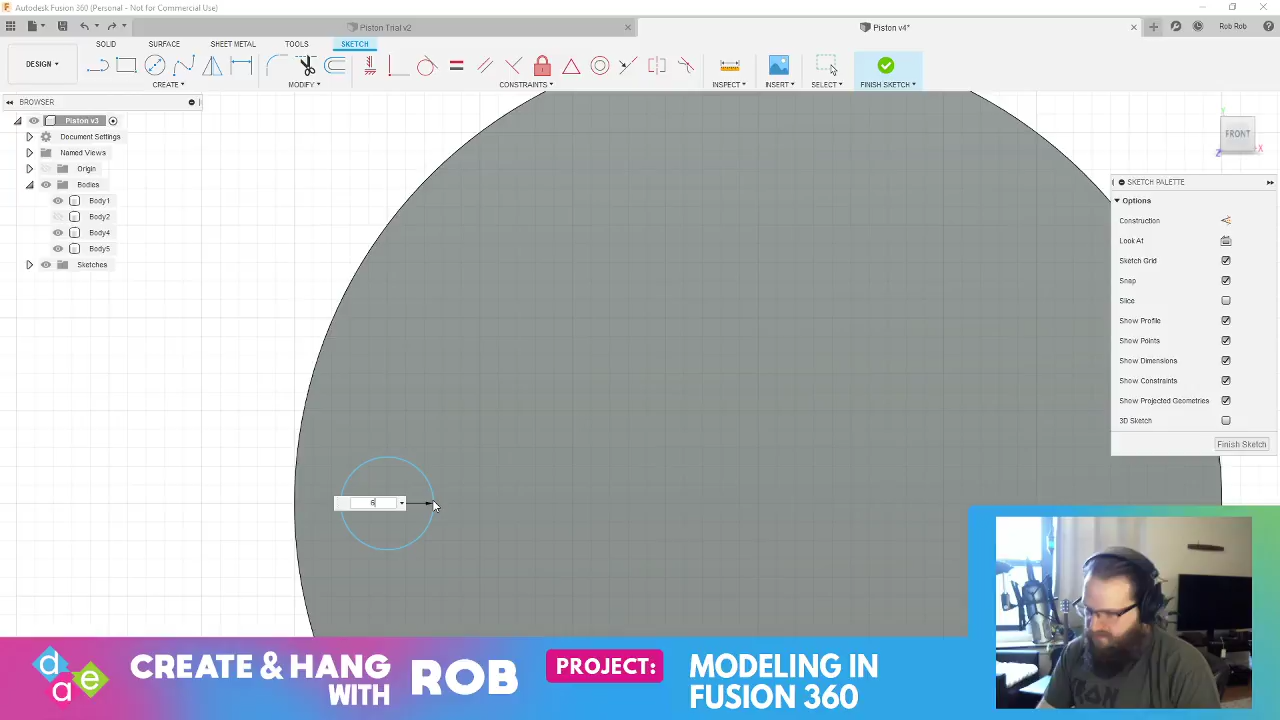 Autodesk Fusion 360 (Personal - Not for Commercial Use)
Piston Trial v2
Piston v4*
Rob Rob
SOLID SURFACE SHEET METAL TOOLS SKETCH
DESIGN
CREATE MODIFY CONSTRAINTS INSPECT INSERT SELECT FINISH SKETCH
BROWSER
Piston v3
Document Settings
Named Views
Origin
Bodies
Body1
Body2
Body4
Body5
Sketches
Y
FRONT
Z
X
SKETCH PALETTE
Options
Construction
Look At
Sketch Grid
Snap
Slice
Show Profile
Show Points
Show Dimensions
Show Constraints
Show Projected Geometries
3D Sketch
Finish Sketch
6
d
a
e
CREATE & HANG
WITH
ROB
PROJECT:
MODELING IN
FUSION 360